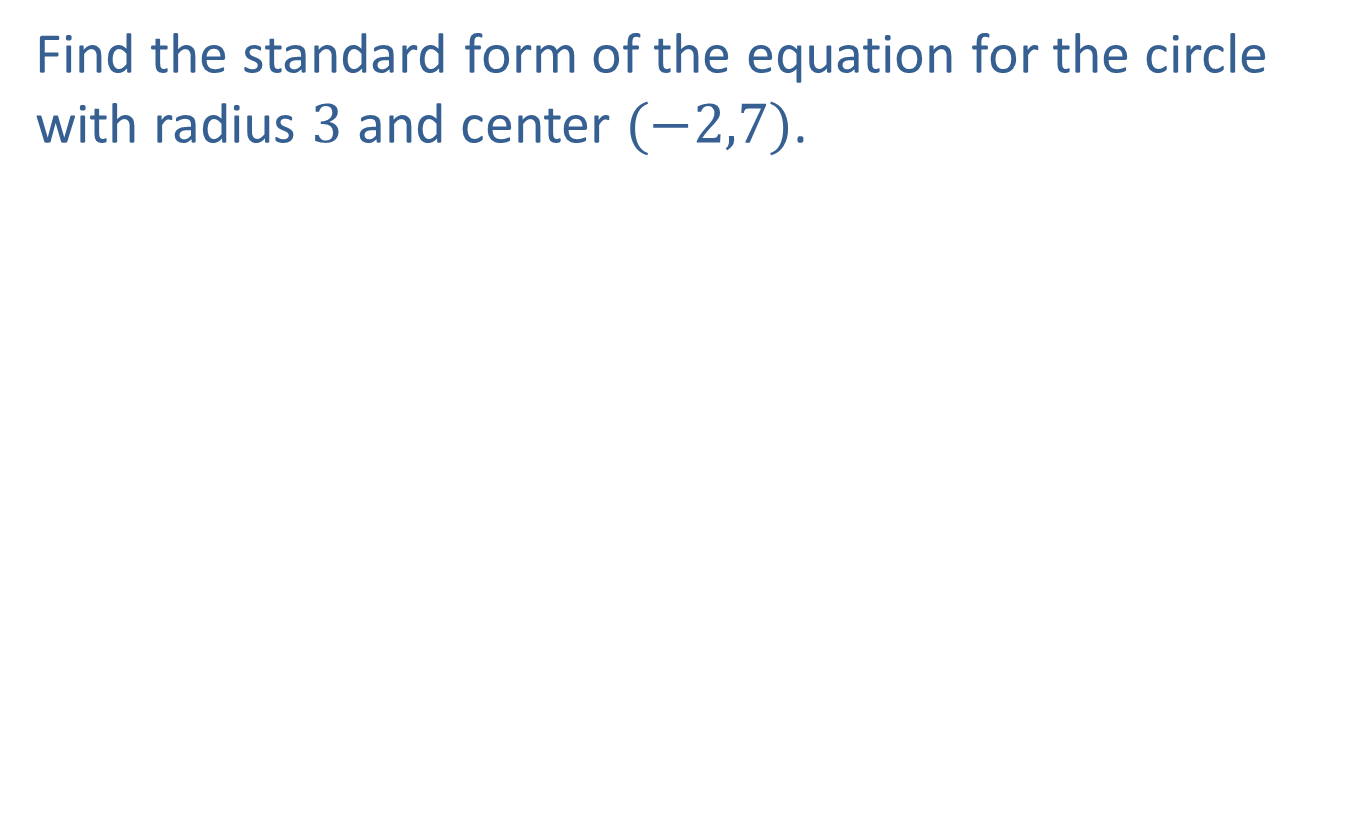 Find the standard form of the equation for the circle
with radius 3 and center (−2,7).